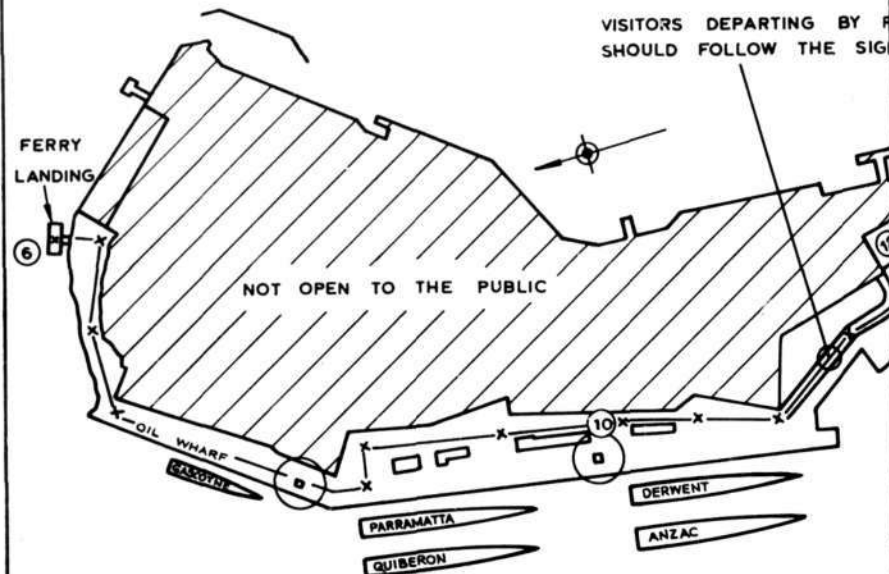 VISITORS DEPARTING BY
SHOULD FOLLOW THE
FERRY
LANDING
6
NOT OPEN TO THE PUBLIC
10
OIL WHARF
GASCOYNE
DERWENT
PARRAMATTA
ANZAC
QUIBERON